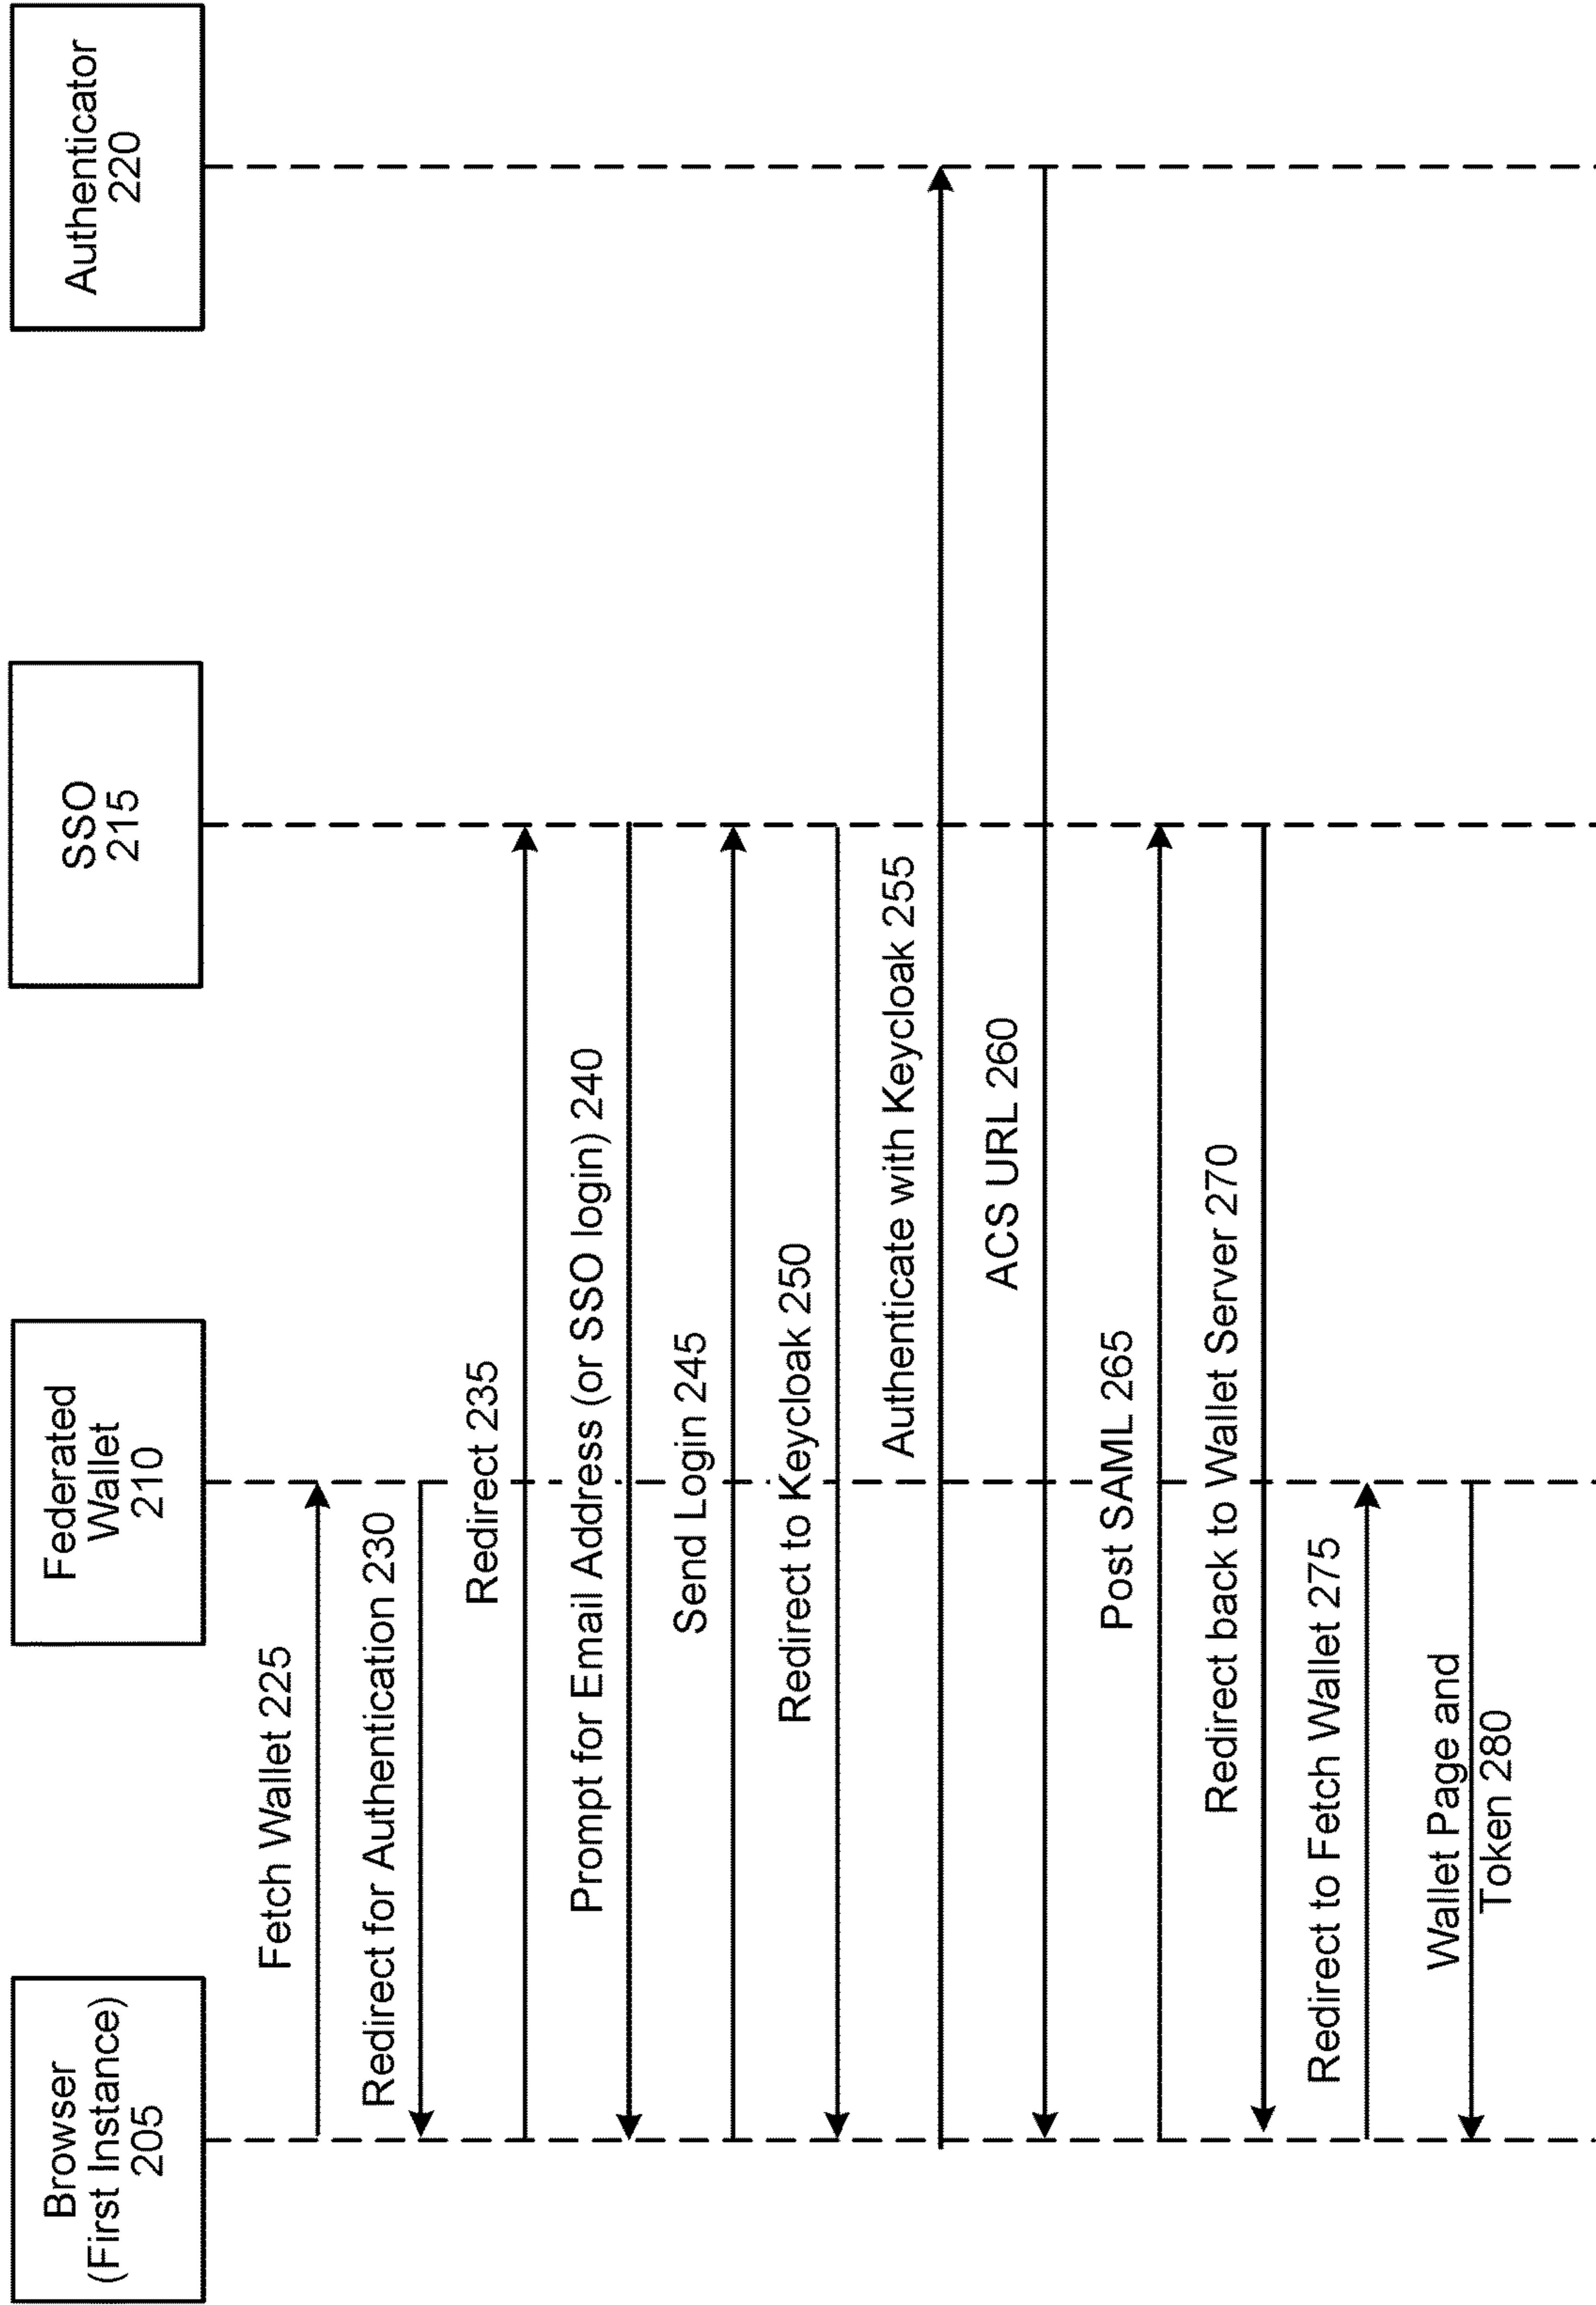 Browser
(First Instance)
205
Federated
Wallet
210
SSO
215
Authenticator
220
Fetch Wallet 225
Redirect for Authentication 230
Redirect 235
Prompt for Email Address (or SSO login) 240
Send Login 245
Redirect to Keycloak 250
Authenticate with Keycloak 255
ACS URL 260
Post SAML 265
Redirect back to Wallet Server 270
Redirect to Fetch Wallet 275
Wallet Page and
Token 280